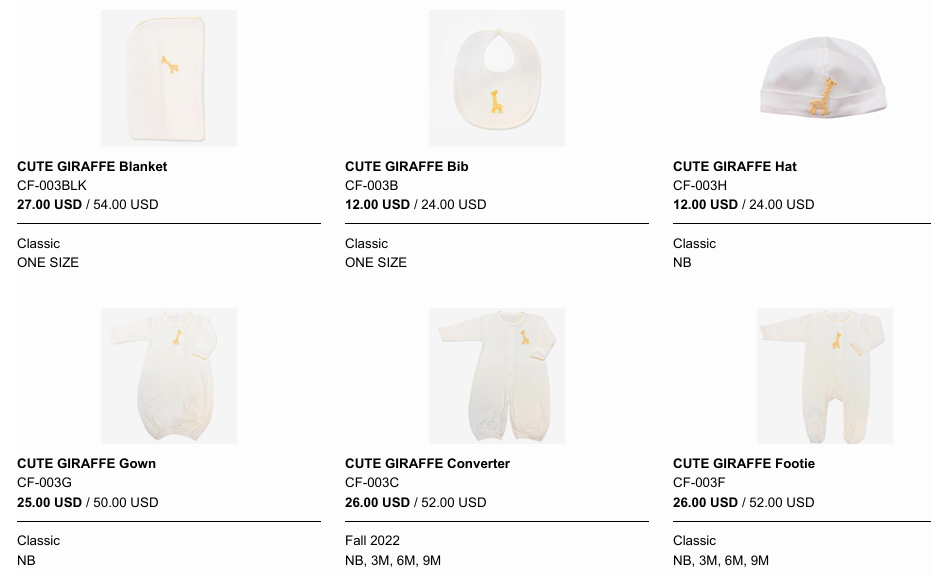 CUTE GIRAFFE Blanket
CF-003BLK
27.00 USD / 54.00 USD
Classic
ONE SIZE
CUTE GIRAFFE Bib
CF-003B
12.00 USD / 24.00 USD
Classic
ONE SIZE
CUTE GIRAFFE Hat
CF-003H
12.00 USD / 24.00 USD
Classic
NB
CUTE GIRAFFE Gown
CF-003G
25.00 USD / 50.00 USD
Classic
NB
CUTE GIRAFFE Converter
CF-003C
26.00 USD / 52.00 USD
Fall 2022
NB, 3M, 6M, 9M
CUTE GIRAFFE Footie
CF-003F
26.00 USD / 52.00 USD
Classic
NB, 3M, 6M, 9M